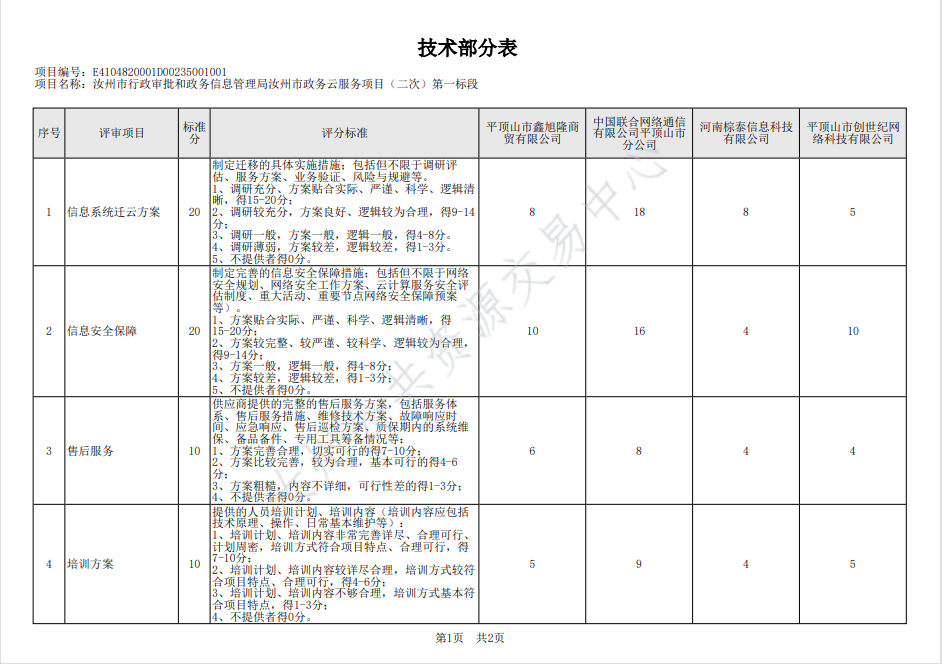 技术部分表
项目编号：E4104820001D00235001001
项目名称：汝州市行政审批和政务信息管理局汝州市政务云服务项目（二次）第一标段
序号
评审项目
标准
分
评分标准
平顶山市鑫旭隆商
贸有限公司
中国联合网络通信
有限公司平顶山市
分公司
河南棕泰信息科技
有限公司
平顶山市创世纪网
络科技有限公司
1
信息系统迁云方案
20
制定迁移的具体实施措施；包括但不限于调研评
估、服务方案、业务验证、风险与规避等。
1、调研充分、方案贴合实际、严谨、科学、逻辑清
晰，得15-20分；
2、调研较充分，方案良好、逻辑较为合理，得9-14
分；
3、调研一般，方案一般，逻辑一般，得4-8分。
4、调研薄弱，方案较差，逻辑较差，得1-3分。
5、不提供者得0分。
8
18
8
5
2
信息安全保障
20
制定完善的信息安全保障措施；包括但不限于网络
安全规划、网络安全工作方案、云计算服务安全评
估制度、重大活动、重要节点网络安全保障预案
等）。
1、方案贴合实际、严谨、科学、逻辑清晰，得
15-20分；
2、方案较完整、较严谨、较科学、逻辑较为合理，
得9-14分；
3、方案一般，逻辑一般，得4-8分；
4、方案较差，逻辑较差，得1-3分；
5、不提供者得0分。
10
16
4
10
3
售后服务
10
供应商提供的完整的售后服务方案，包括服务体
系、售后服务措施、维修技术方案、故障响应时
间、应急响应、售后巡检方案、质保期内的系统维
保、备品备件、专用工具筹备情况等：
1、方案完善合理，切实可行的得7-10分；
2、方案比较完善，较为合理，基本可行的得4-6
分；
3、方案粗糙，内容不详细，可行性差的得1-3分；
4、不提供者得0分。
6
8
4
4
4
培训方案
10
提供的人员培训计划、培训内容（培训内容应包括
技术原理、操作、日常基本维护等）：
1、培训计划、培训内容非常完善详尽、合理可行、
计划周密，培训方式符合项目特点、合理可行，得
7-10分；
2、培训计划、培训内容较详尽合理，培训方式较符
合项目特点、合理可行，得4-6分；
3、培训计划、培训内容不够合理，培训方式基本符
合项目特点，得1-3分；
4、不提供者得0分。
5
9
4
5
共资源交易中心
第1页 共2页